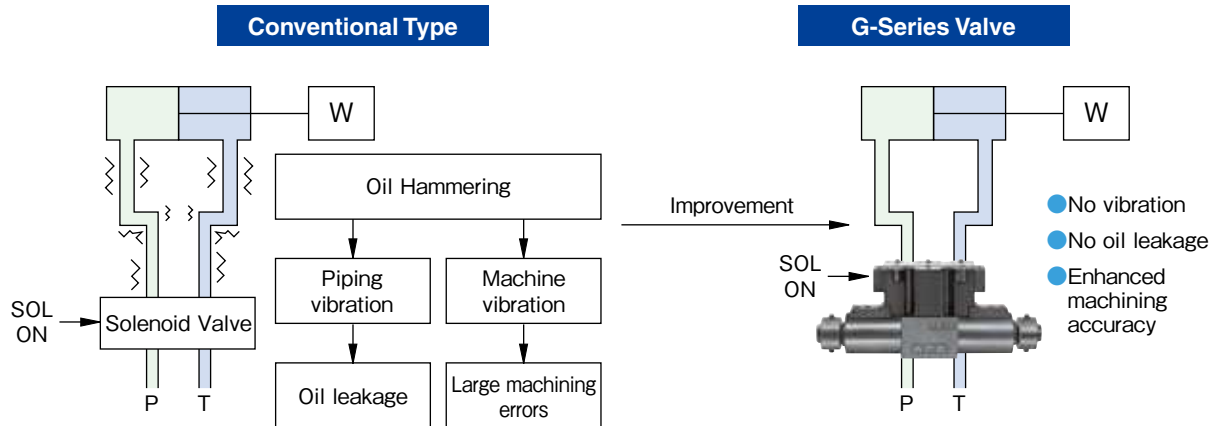 Conventional Type
W
Oil Hammering
Piping
vibration
Machine
vibration
SOL
ON
Solenoid Valve
Oil leakage
Large machining
errors
P
T
Improvement
G-Series Valve
W
SOL
ON
No vibration
No oil leakage
Enhanced
machining
accuracy
P
T